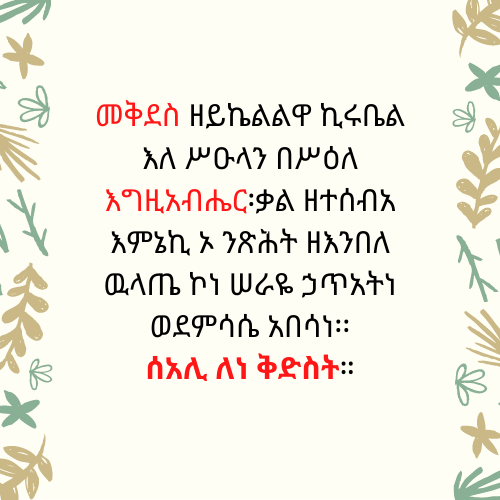 መቅደስ ዘይኬልልዋ ኪሩቤል
እለ ሥዑላን በሥዕለ
እግዚአብሔር፡ቃል ዘተሰብአ
እምኔኪ ኦ ንጽሕት ዘእንበለ
ዉላጤ ኮነ ሠራዬ ኃጥአትነ
ወደምሳሴ አበሳነ፡፡
ሰአሊ ለነ ቅድስት።